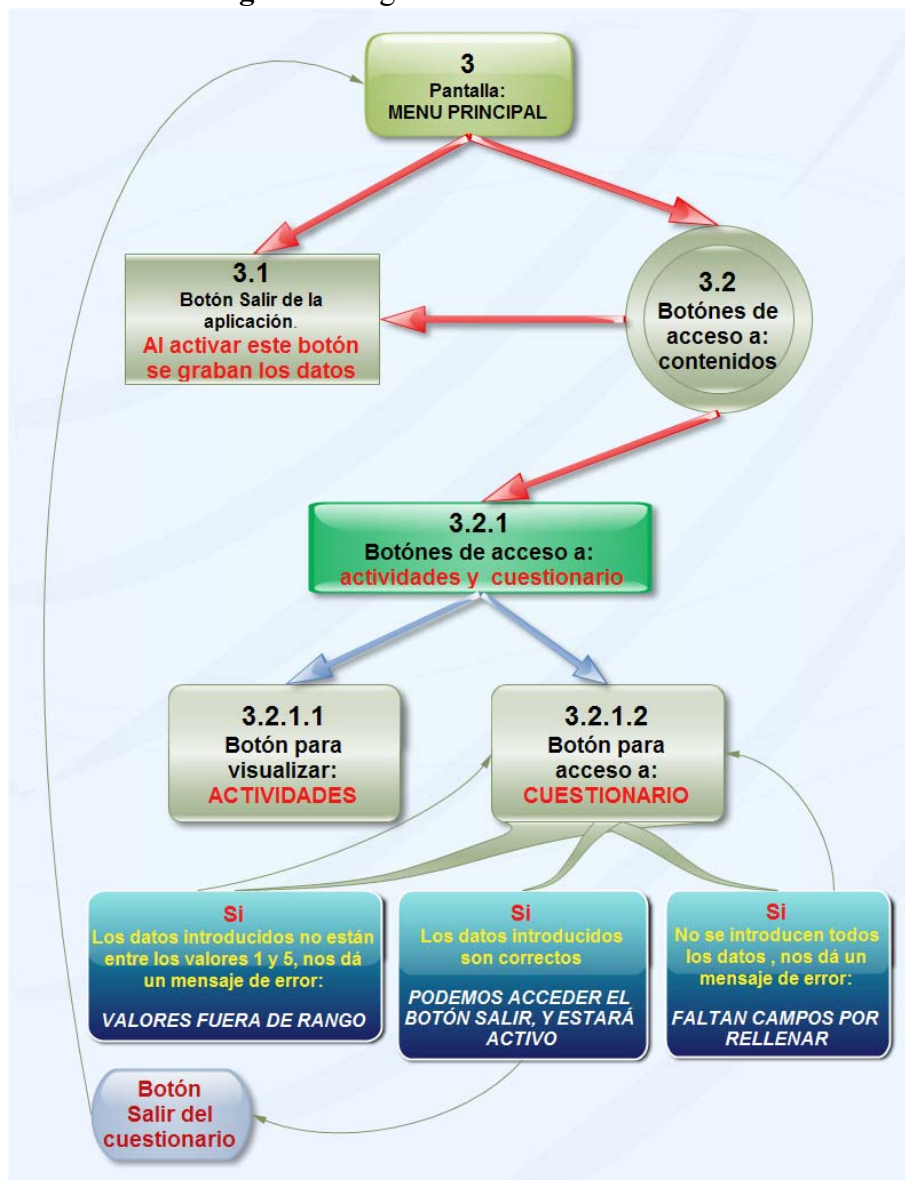 3
Pantalla:
MENU PRINCIPAL
3.1
Botón Salir de la
aplicación.
Al activar este botón
se graban los datos
3.2
Botónes de
acceso a:
contenidos
3.2.1
Botónes de acceso a:
actividades y cuestionario
3.2.1.1
Botón para
visualizar:
ACTIVIDADES
3.2.1.2
Botón para
acceso a:
CUESTIONARIO
Si
Los datos introducidos no están
entre los valores 1 y 5, nos dá
un mensaje de error:
VALORES FUERA DE RANGO
Si
Los datos introducidos
son correctos
PODEMOS ACCEDER EL
BOTÓN SALIR, Y ESTARÁ
ACTIVO
Si
No se introducen todos
los datos , nos dá un
mensaje de error:
FALTAN CAMPOS POR
RELLENAR
Botón
Salir del
cuestionario